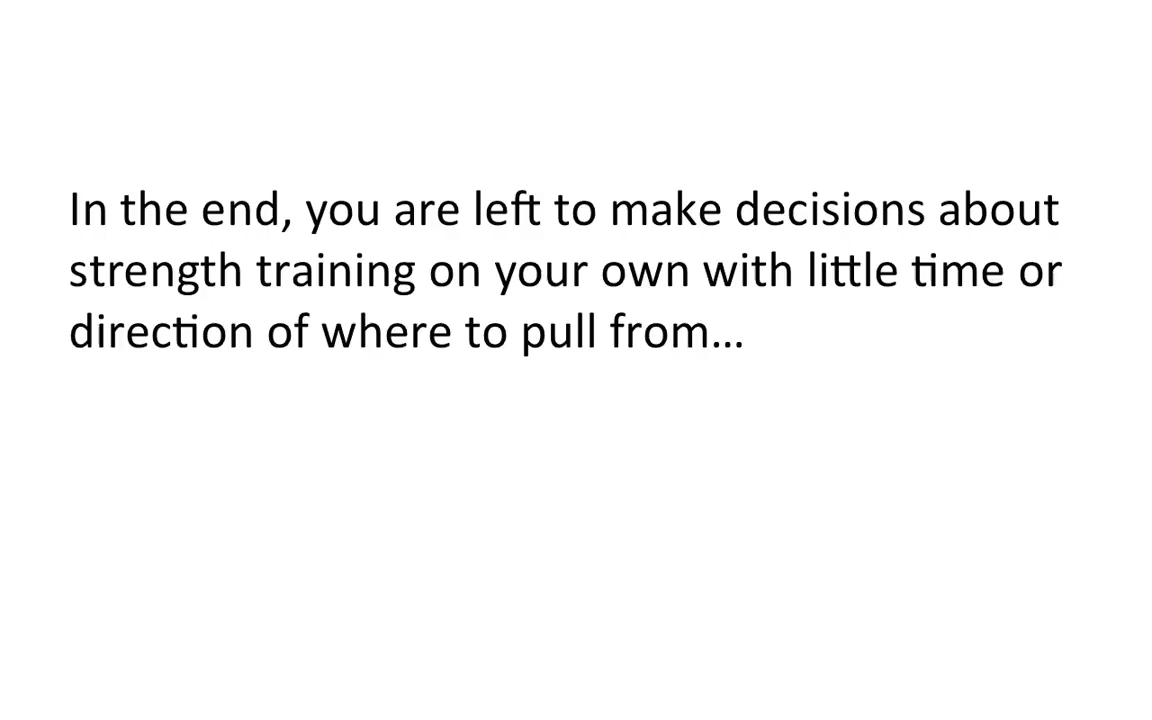 In the end, you are left to make decisions about
strength training on your own with little time or
direction of where to pull from…